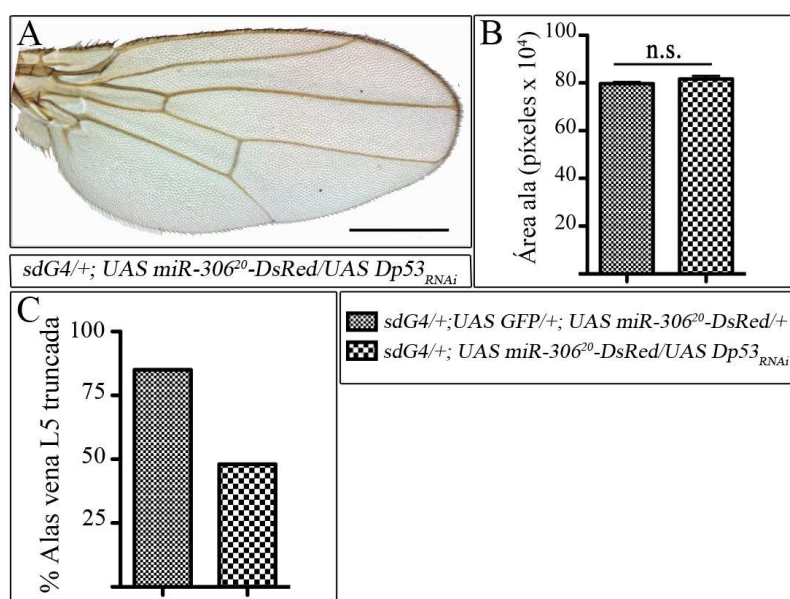 A
sdG4/+; UAS miR-306²⁰-DsRed/UAS Dp53RNAi
B
n.s.
Área ala (píxeles x 10⁴)
100
80
60
40
20
C
% Alas vena L5 truncada
100
75
50
25
sdG4/+;UAS GFP/+; UAS miR-306²⁰-DsRed/+
sdG4/+; UAS miR-306²⁰-DsRed/UAS Dp53RNAi